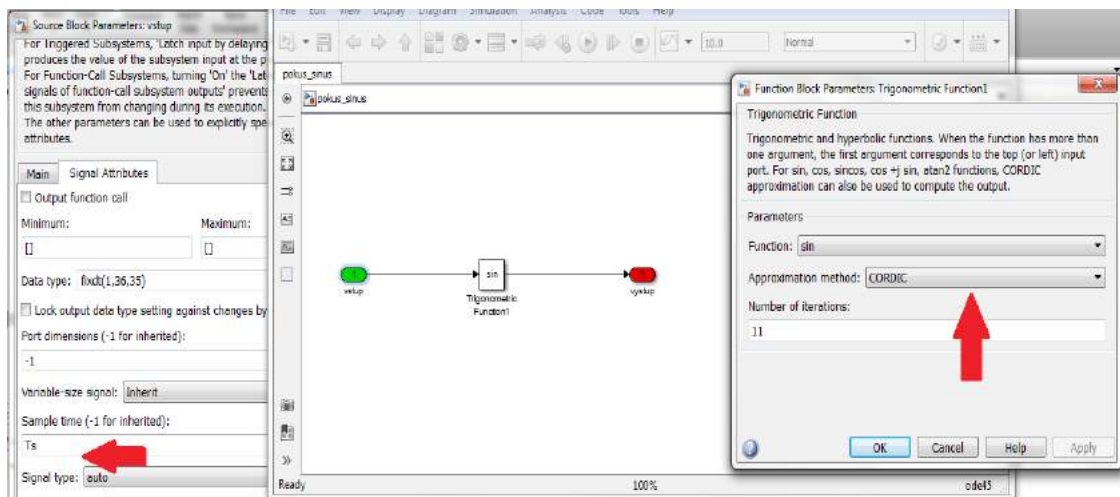 Source Block Parameters: vstup
For Triggered Subsystems, 'Latch input by delaying
produces the value of the subsystem input at the p
For Function-Call Subsystems, turning 'On' the 'Lat
signals of function-call subsystem outputs' prevents
this subsystem from changing during its execution.
The other parameters can be used to explicitly spe
attributes.
Main Signal Attributes
Output function call
Minimum: Maximum:
[] []
Data type: fixdt(1,36,35)
Lock output data type setting against changes by
Port dimensions (-1 for inherited):
-1
Variable-size signal: Inherit
Sample time (-1 for inherited):
Ts
Signal type: auto
File Edit View Display Diagram Simulation Analysis Code Tools Help
10.0 Normal
pokus_sinus
pokus_sinus
1
vstup
sin
Trigonometric
Function1
1
vystup
Ready 100% ode45
Function Block Parameters: Trigonometric Function1
Trigonometric Function
Trigonometric and hyperbolic functions. When the function has more than
one argument, the first argument corresponds to the top (or left) input
port. For sin, cos, sincos, cos +j sin, atan2 functions, CORDIC
approximation can also be used to compute the output.
Parameters
Function: sin
Approximation method: CORDIC
Number of iterations:
11
OK Cancel Help Apply